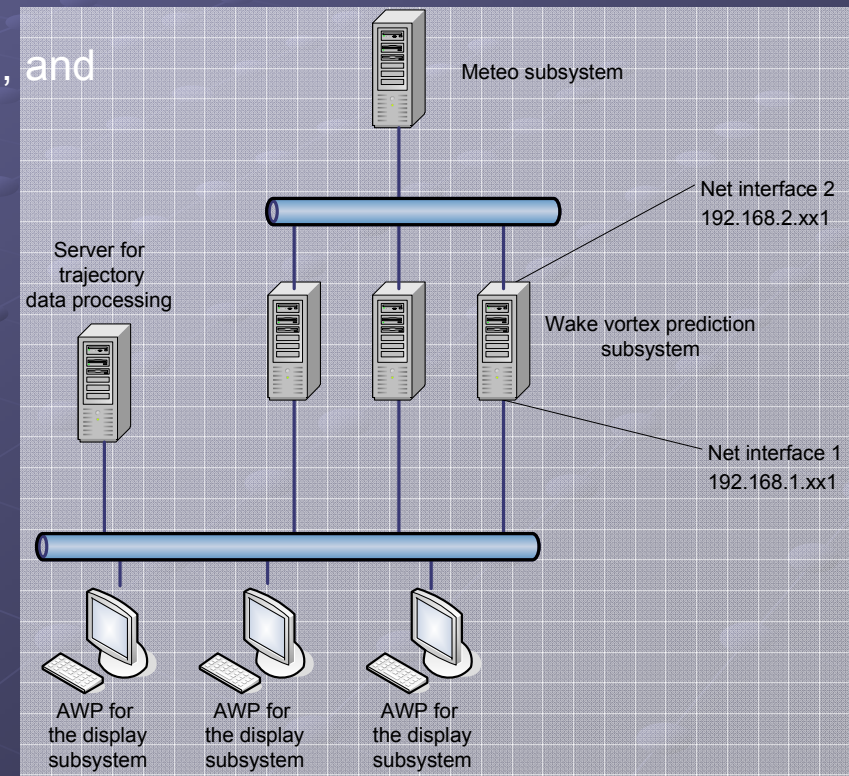 , and
Meteo subsystem
Net interface 2
192.168.2.xx1
Server for
trajectory
data processing
Wake vortex prediction
subsystem
Net interface 1
192.168.1.xx1
AWP for
the display
subsystem
AWP for
the display
subsystem
AWP for
the display
subsystem